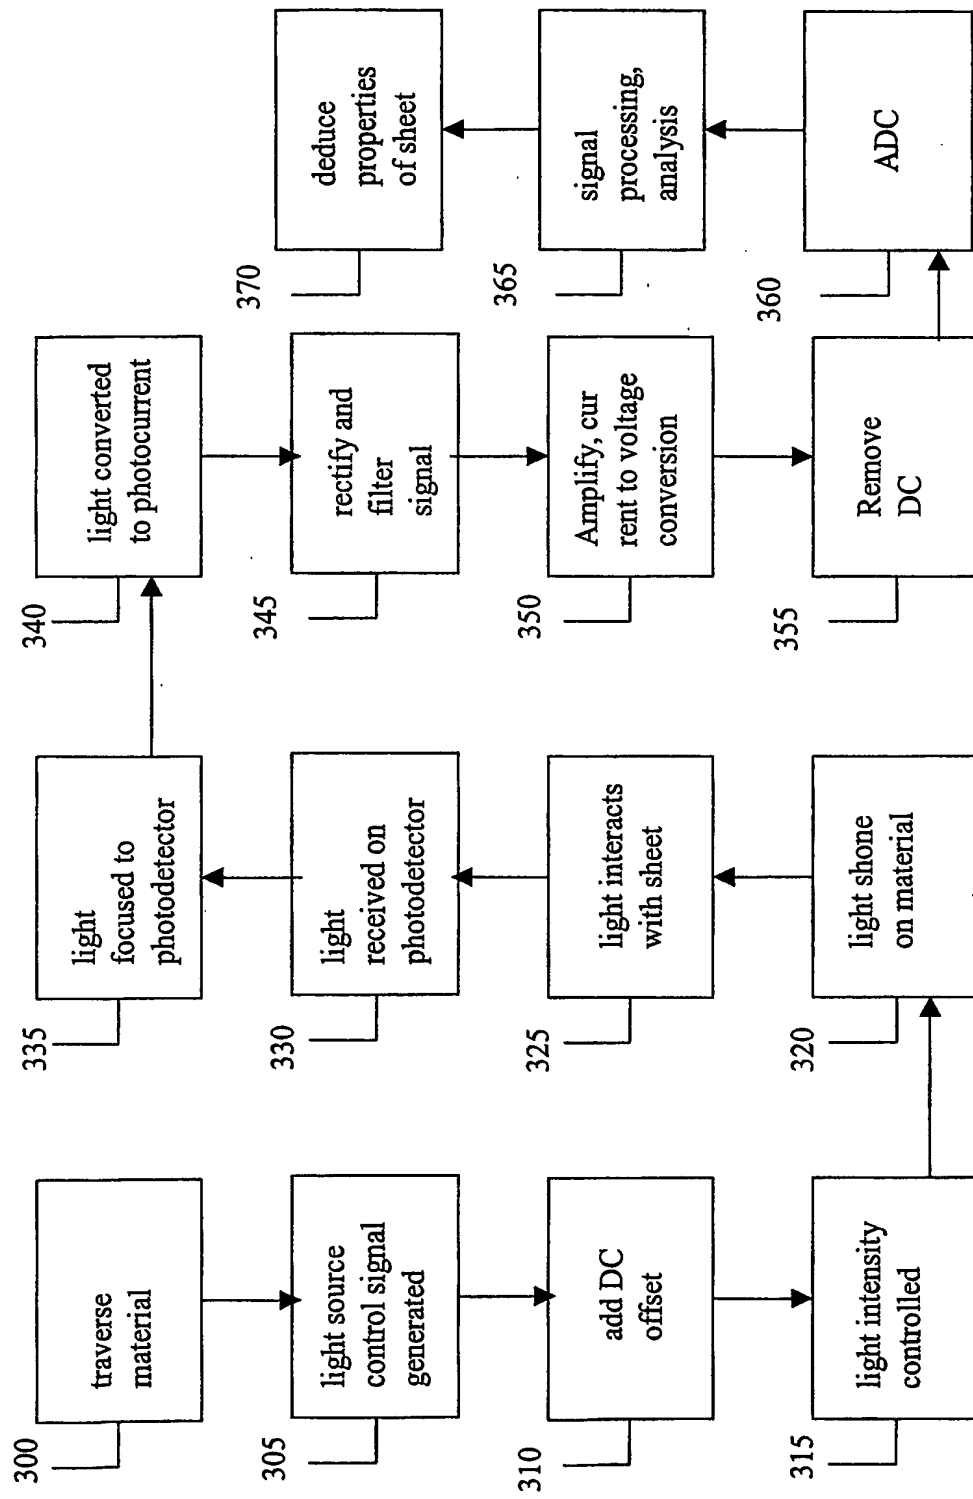 300
traverse
material
305
light source
control signal
generated
310
add DC
offset
315
light intensity
controlled
320
light shone
on material
325
light interacts
with sheet
330
light
received on
photodetector
335
light
focused to
photodetector
340
light converted
to photocurrent
345
rectify and
filter
signal
350
Amplify, cur
rent to voltage
conversion
355
Remove
DC
360
ADC
365
signal
processing,
analysis
370
deduce
properties
of sheet